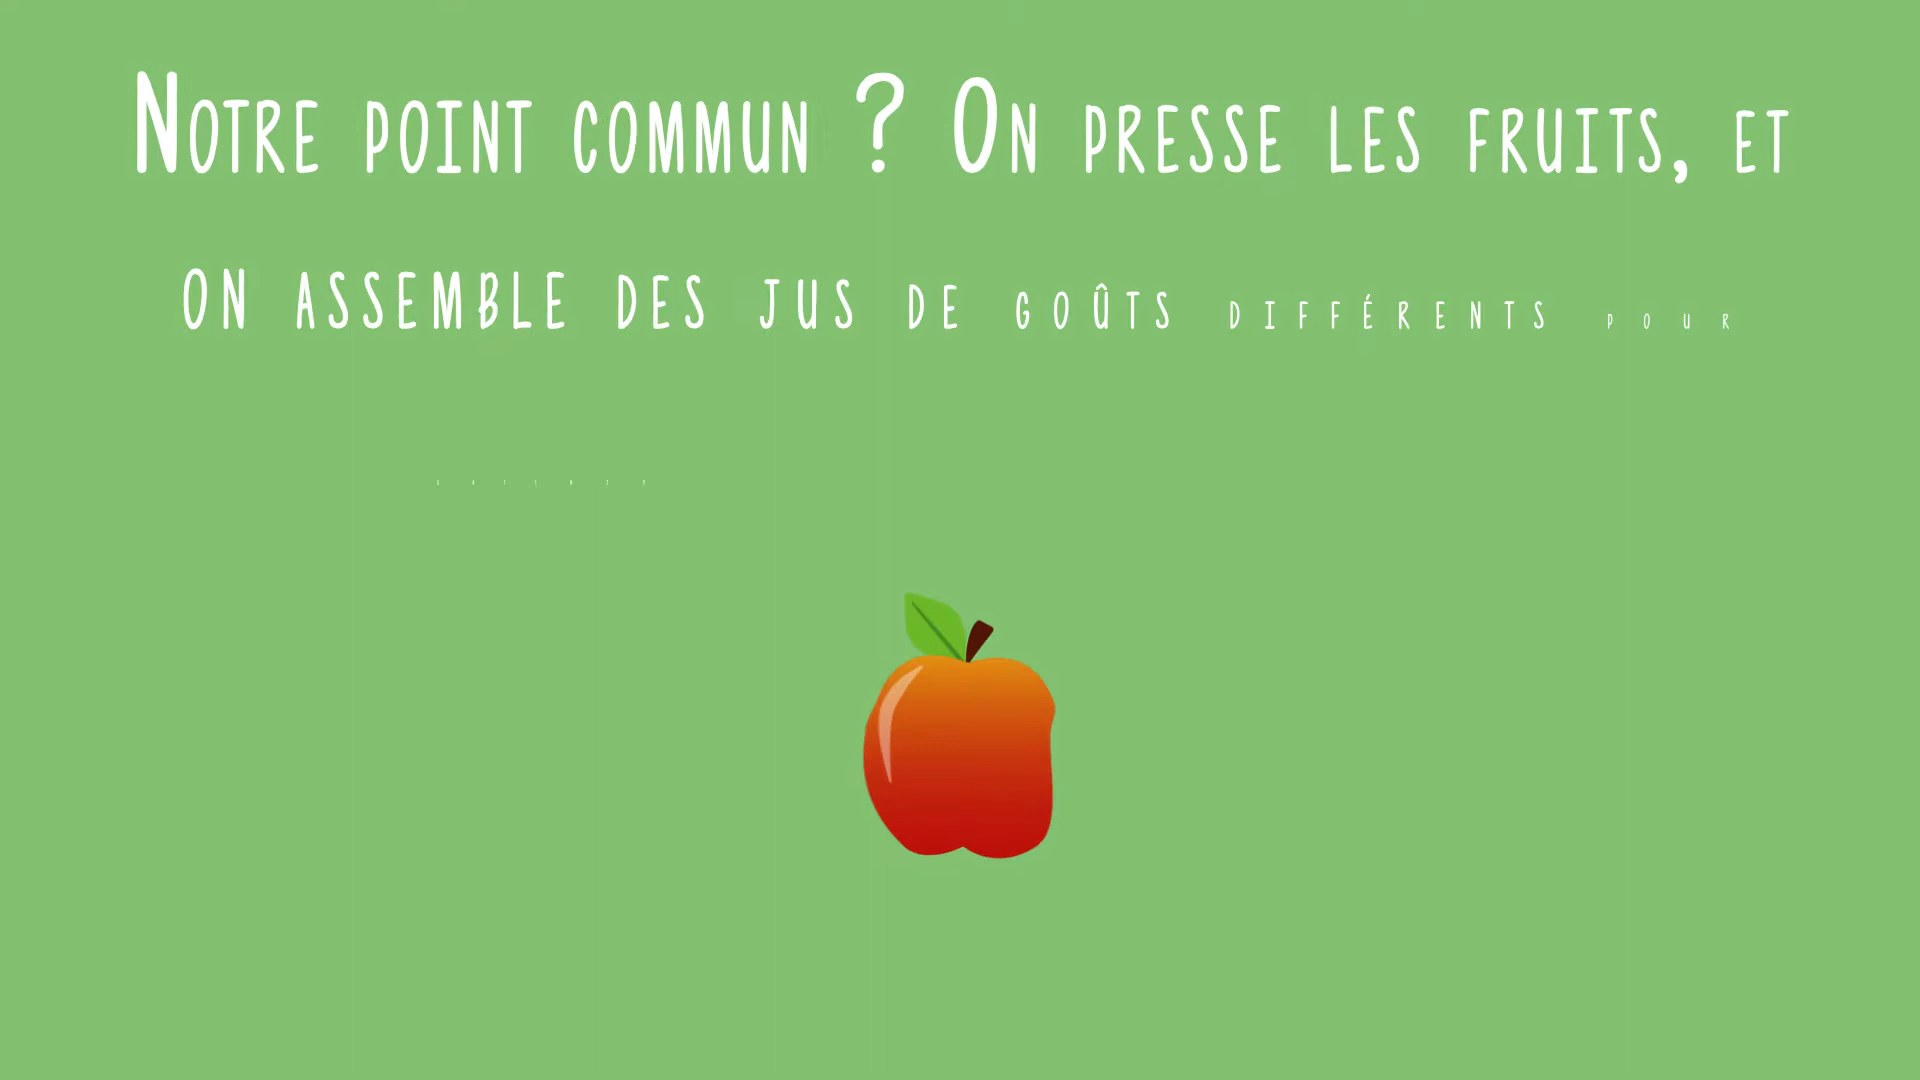 Notre point commun ? On presse les fruits, et
on assemble des jus de goûts différents pour